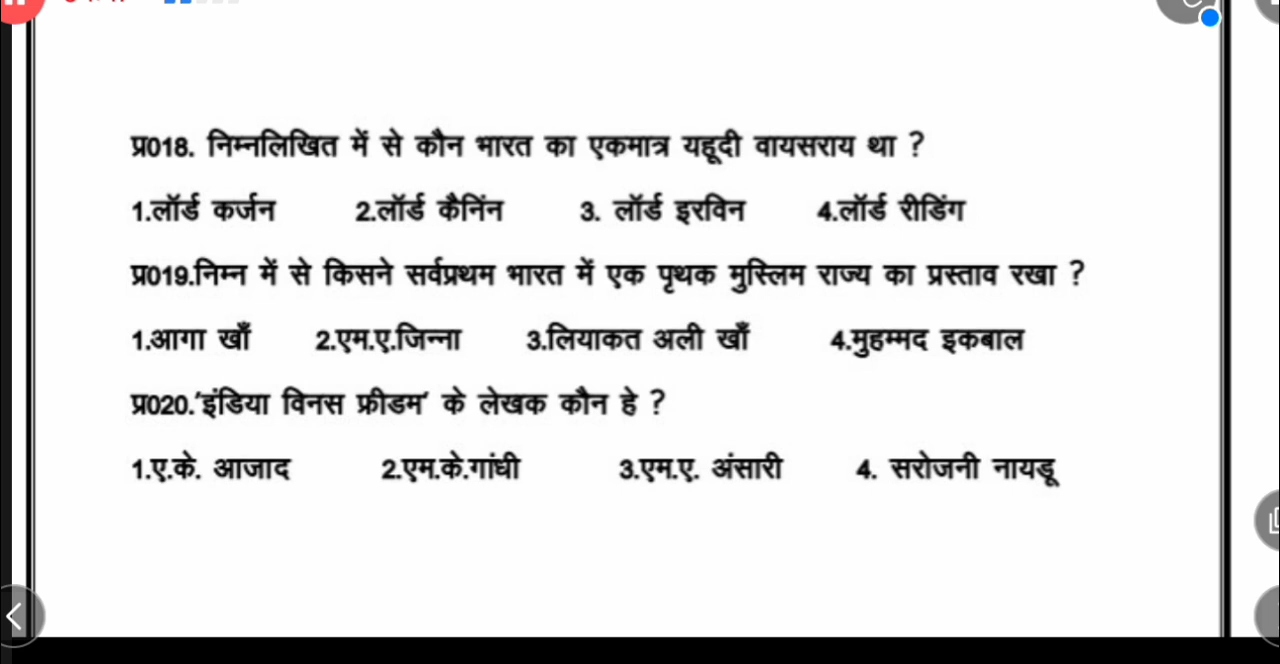 प्र018. निम्नलिखित में से कौन भारत का एकमात्र यहूदी वायसराय था ?
1.लॉर्ड कर्जन 2.लॉर्ड कैनिंन 3. लॉर्ड इरविन 4.लॉर्ड रीडिंग
प्र019.निम्न में से किसने सर्वप्रथम भारत में एक पृथक मुस्लिम राज्य का प्रस्ताव रखा ?
1.आगा खाँ 2.एम.ए.जिन्ना 3.लियाकत अली खाँ 4.मुहम्मद इकबाल
प्र020.'इंडिया विनस फ्रीडम' के लेखक कौन हे ?
1.ए.के. आजाद 2.एम.के.गांधी 3.एम.ए. अंसारी 4. सरोजनी नायडू